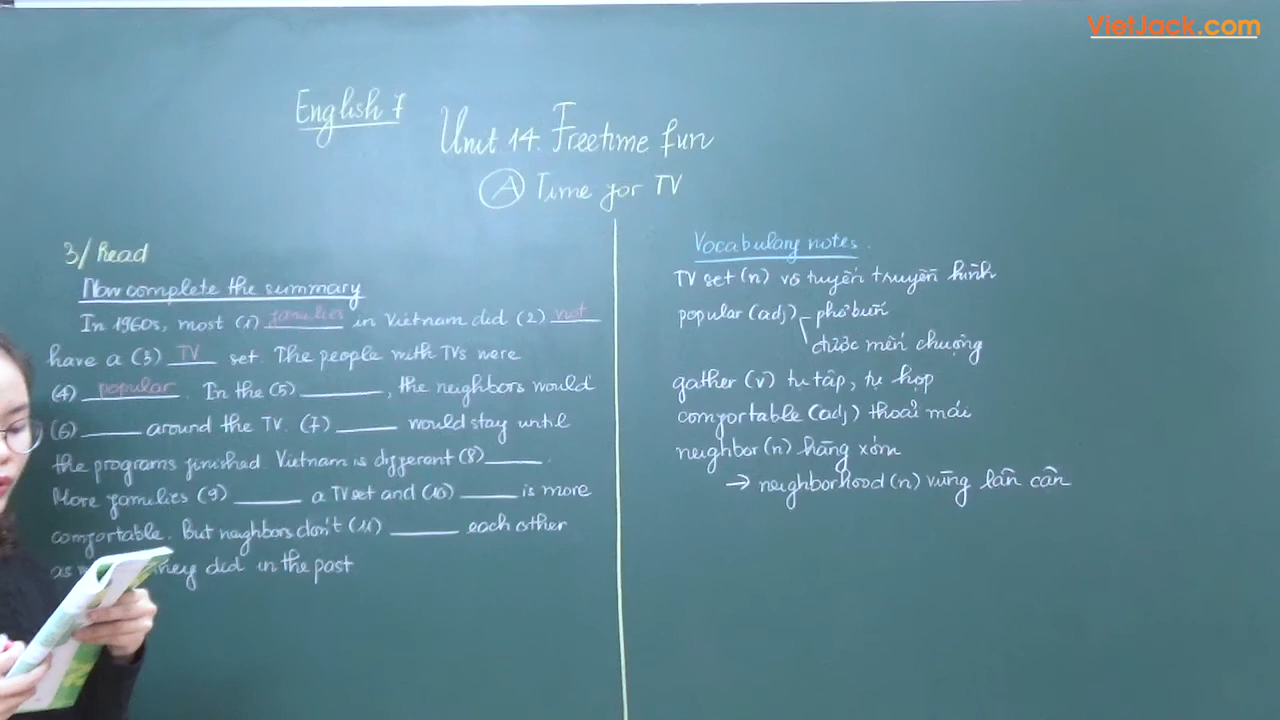 VietJack.com
English 7
Unit 14. Freetime fun
A Time for TV
3/ Read
Now complete the summary
In 1960s, most (1) families in Vietnam did (2) not
have a (3) TV set. The people with TVs were
(4) popular. In the (5) ______, the neighbors would
(6) ______ around the TV. (7) ______ would stay until
the programs finished. Vietnam is different (8) ______.
More families (9) ______ a TV set and (10) ______ is more
comfortable. But neighbors don't (11) ______ each other
as they did in the past
Vocabulary notes.
TV set (n) vô tuyến truyền hình
popular (adj) phổ biến
được mến chuộng
gather (v) tụ tập, tụ họp
comfortable (adj) thoải mái
neighbor (n) hàng xóm
→ neighborhood (n) vùng lân cận